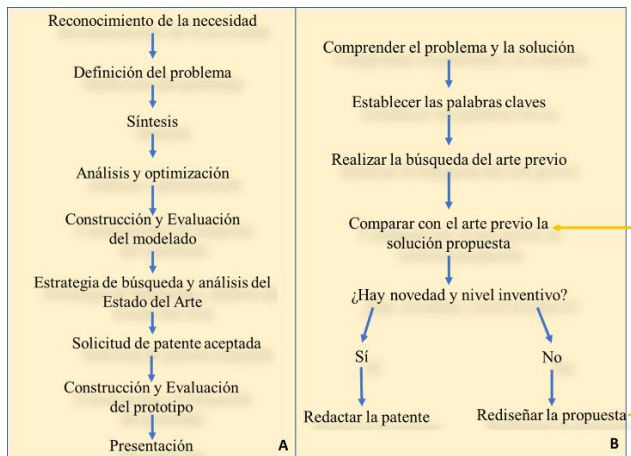 Reconocimiento de la necesidad
Definición del problema
Síntesis
Análisis y optimización
Construcción y Evaluación
del modelado
Estrategia de búsqueda y análisis del
Estado del Arte
Solicitud de patente aceptada
Construcción y Evaluación
del prototipo
Presentación
A
Comprender el problema y la solución
Establecer las palabras claves
Realizar la búsqueda del arte previo
Comparar con el arte previo la
solución propuesta
¿Hay novedad y nivel inventivo?
Sí
No
Redactar la patente
Rediseñar la propuesta
B